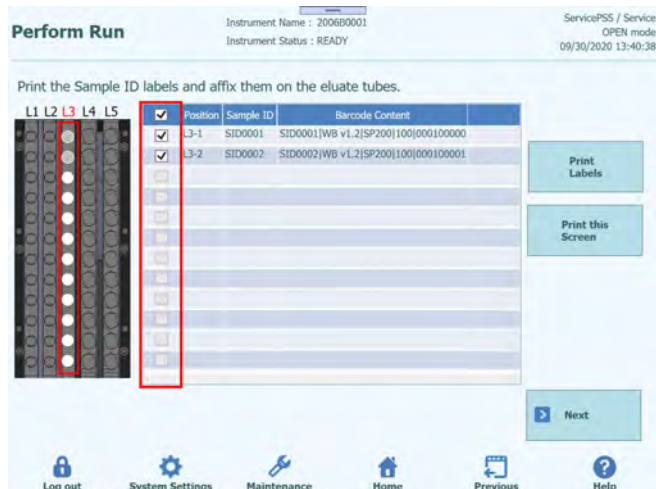 Perform Run
Instrument Name : 2006B0001
Instrument Status : READY
ServicePSS / Service
OPEN mode
09/30/2020 13:40:38
Print the Sample ID labels and affix them on the eluate tubes.
L1 L2 L3 L4 L5
Position Sample ID Barcode Content
L3-1 SID0001 SID0001|WB v1.2|SP200|100|000100000
L3-2 SID0002 SID0002|WB v1.2|SP200|100|000100001
Print
Labels
Print this
Screen
Next
Log out System Settings Maintenance Home Previous Help